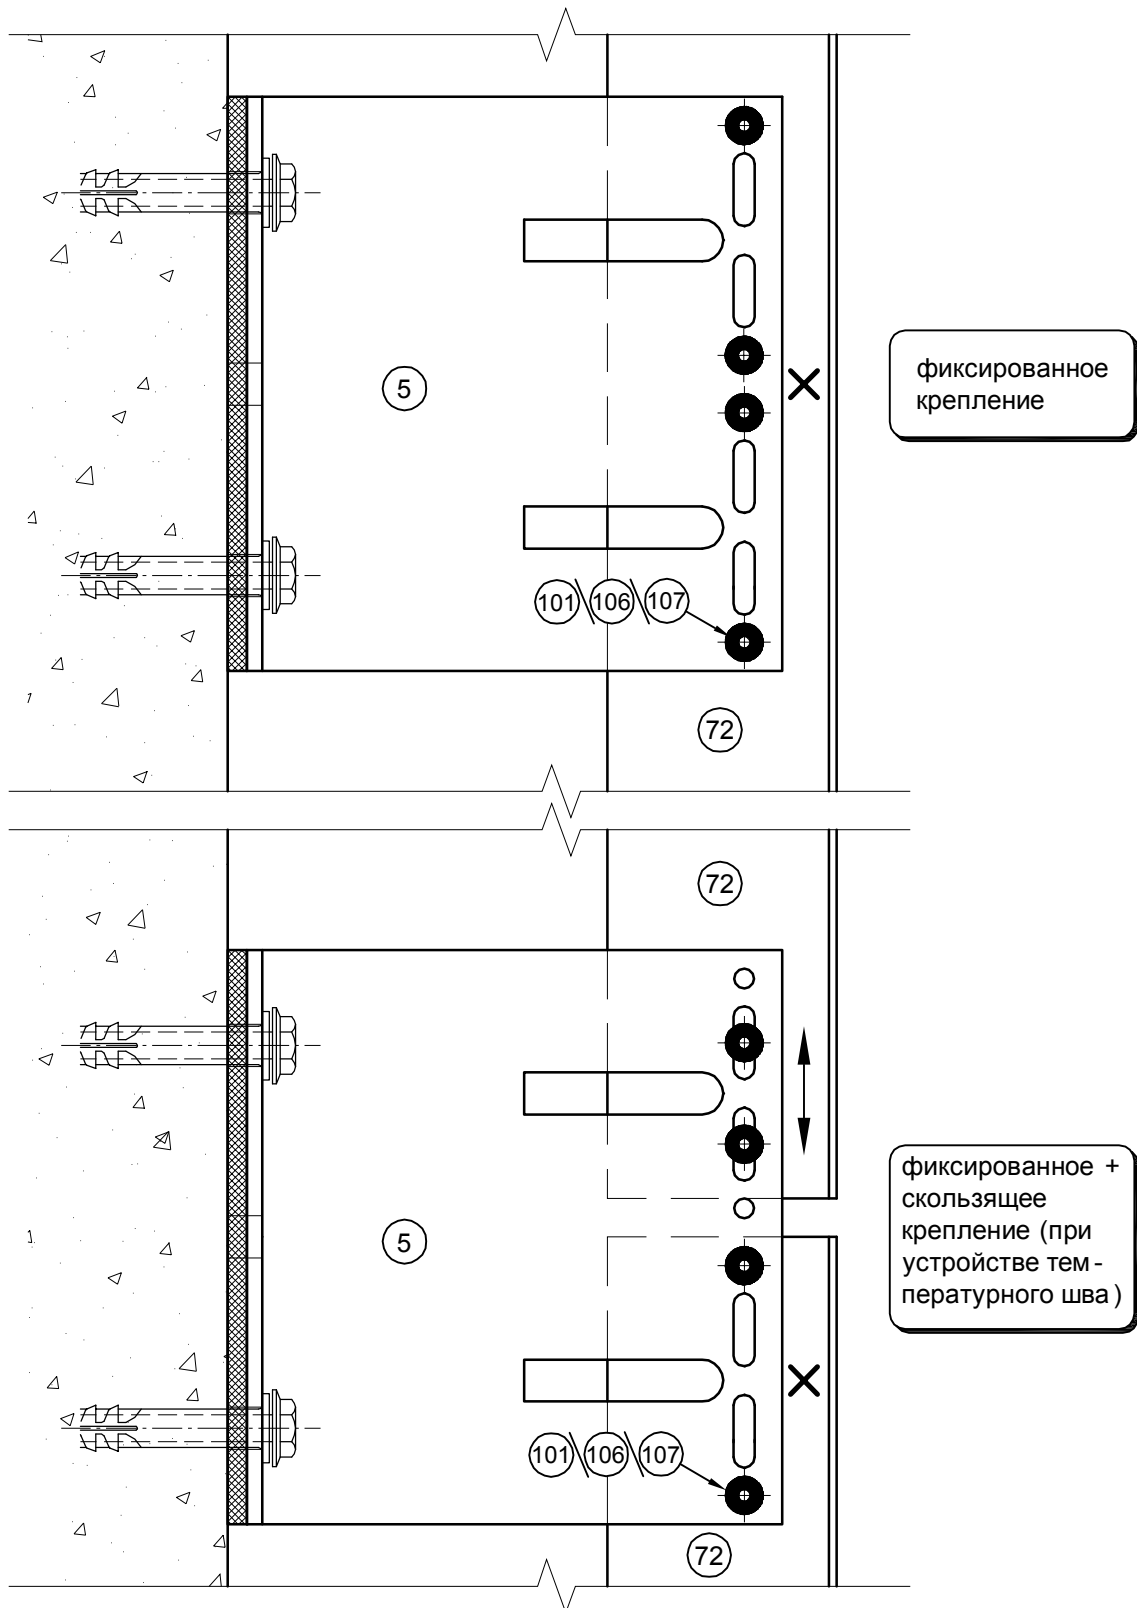 фиксированное
крепление
5
101\106\107
72
72
фиксированное +
скользящее
крепление (при
устройстве тем-
пературного шва)
5
101\106\107
72